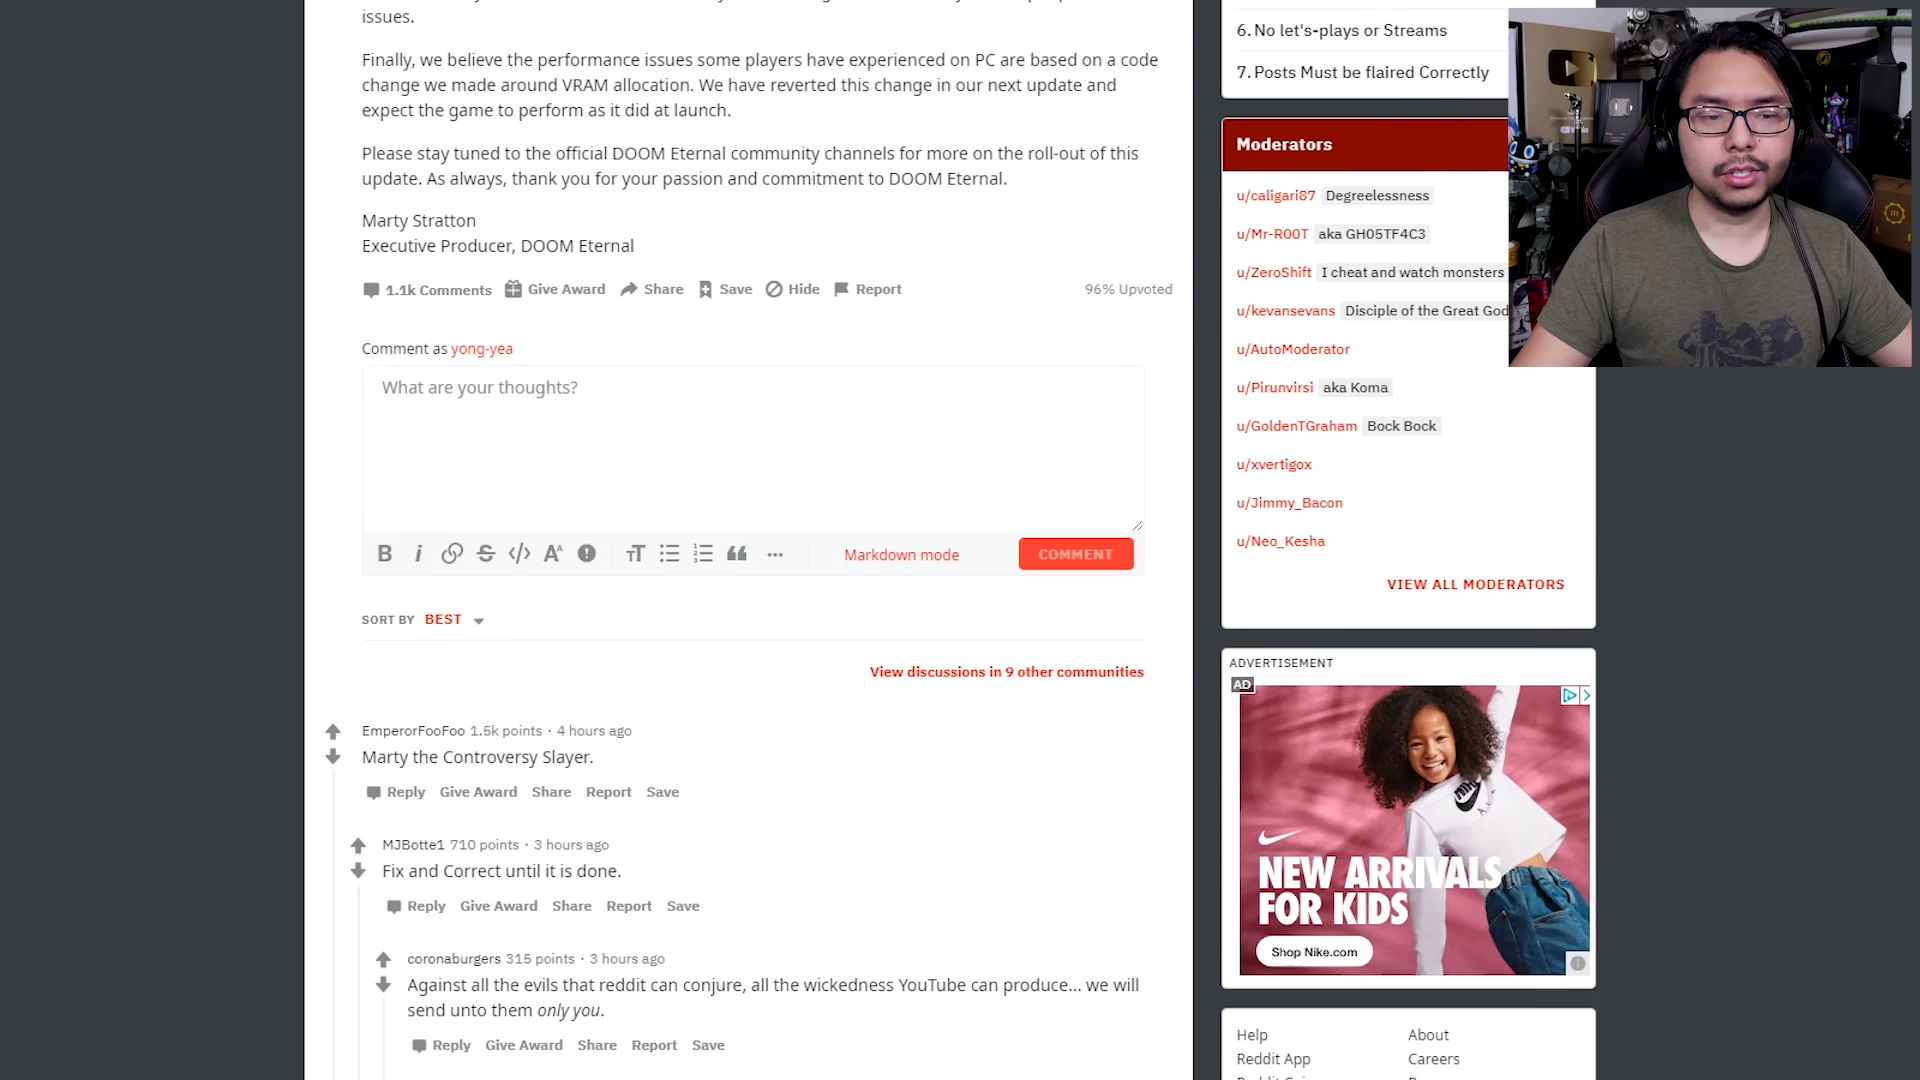 issues.
Finally, we believe the performance issues some players have experienced on PC are based on a code
change we made around VRAM allocation. We have reverted this change in our next update and
expect the game to perform as it did at launch.
Please stay tuned to the official DOOM Eternal community channels for more on the roll-out of this
update. As always, thank you for your passion and commitment to DOOM Eternal.
Marty Stratton
Executive Producer, DOOM Eternal
1.1k Comments Give Award Share Save Hide Report 96% Upvoted
Comment as yong-yea
What are your thoughts?
Markdown mode COMMENT
SORT BY BEST
View discussions in 9 other communities
EmperorFooFoo 1.5k points · 4 hours ago
Marty the Controversy Slayer.
Reply Give Award Share Report Save
MJBotte1 710 points · 3 hours ago
Fix and Correct until it is done.
Reply Give Award Share Report Save
coronaburgers 315 points · 3 hours ago
Against all the evils that reddit can conjure, all the wickedness YouTube can produce... we will
send unto them only you.
Reply Give Award Share Report Save
6. No let's-plays or Streams
7. Posts Must be flaired Correctly
Moderators
u/caligari87 Degreelessness
u/Mr-R00T aka GH05TF4C3
u/ZeroShift I cheat and watch monsters
u/kevansevans Disciple of the Great God
u/AutoModerator
u/Pirunvirsi aka Koma
u/GoldenTGraham Bock Bock
u/xvertigox
u/Jimmy_Bacon
u/Neo_Kesha
VIEW ALL MODERATORS
ADVERTISEMENT
AD
NEW ARRIVALS
FOR KIDS
Shop Nike.com
Help About
Reddit App Careers